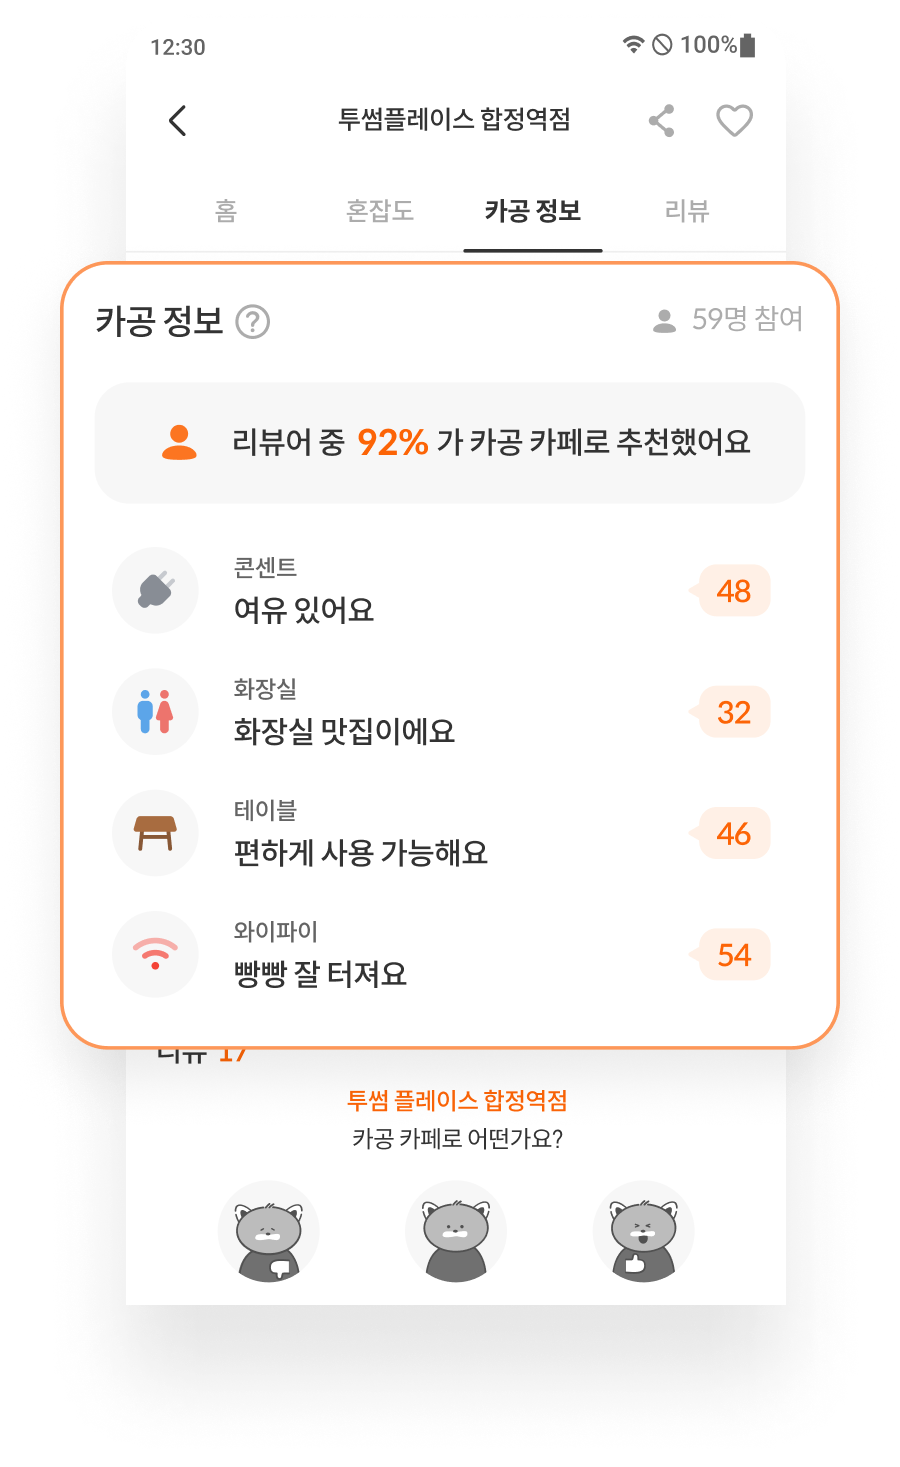 12:30 100%
투썸플레이스 합정역점
홈 혼잡도 카공 정보 리뷰
카공 정보 ? 59명 참여
리뷰어 중 92% 가 카공 카페로 추천했어요
콘센트
여유 있어요 48
화장실
화장실 맛집이에요 32
테이블
편하게 사용 가능해요 46
와이파이
빵빵 잘 터져요 54
리뷰 17
투썸 플레이스 합정역점
카공 카페로 어떤가요?